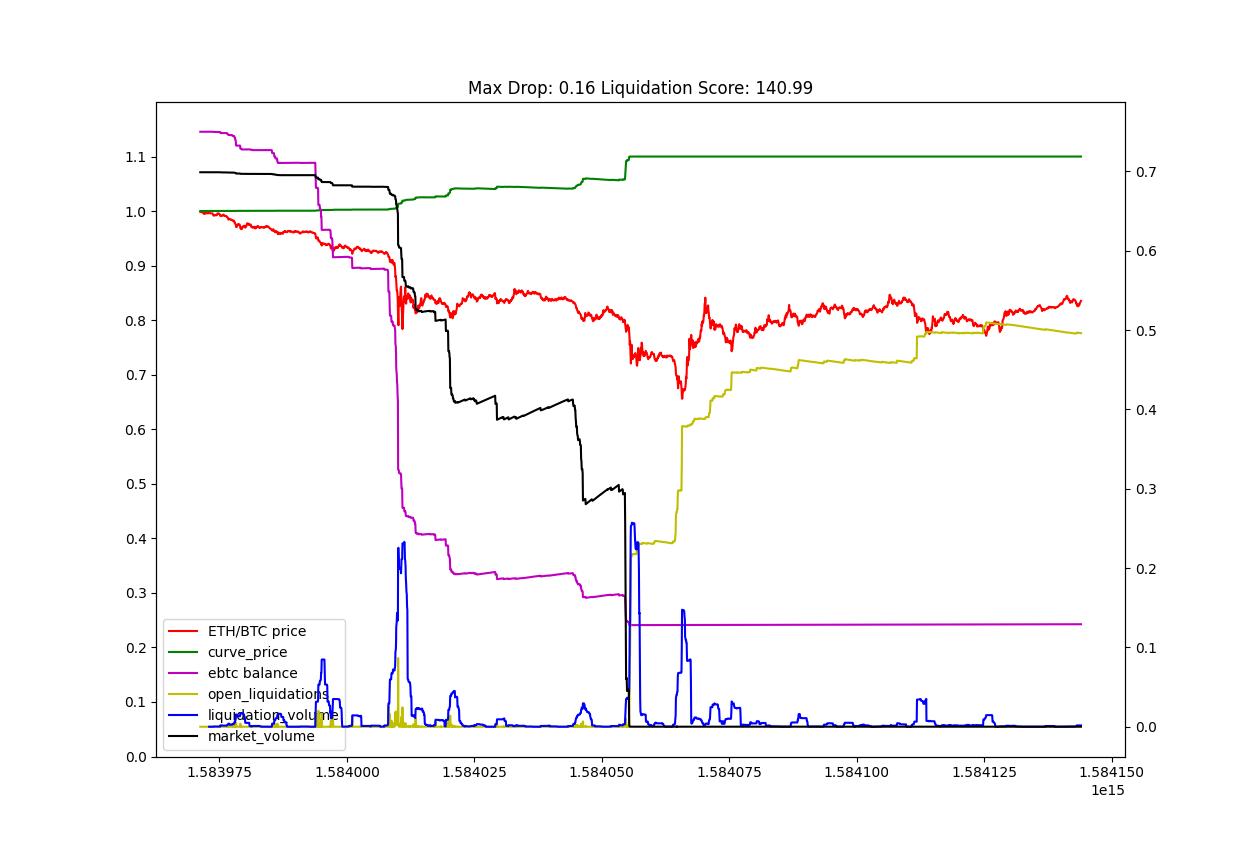 Max Drop: 0.16 Liquidation Score: 140.99
1.1
1.0
0.9
0.8
0.7
0.6
0.5
0.4
0.3
0.2
0.1
0.0
0.7
0.6
0.5
0.4
0.3
0.2
0.1
0.0
ETH/BTC price
curve_price
ebtc balance
open_liquidations
liquidation_volume
market_volume
1.583975 1.584000 1.584025 1.584050 1.584075 1.584100 1.584125 1.584150
1e15